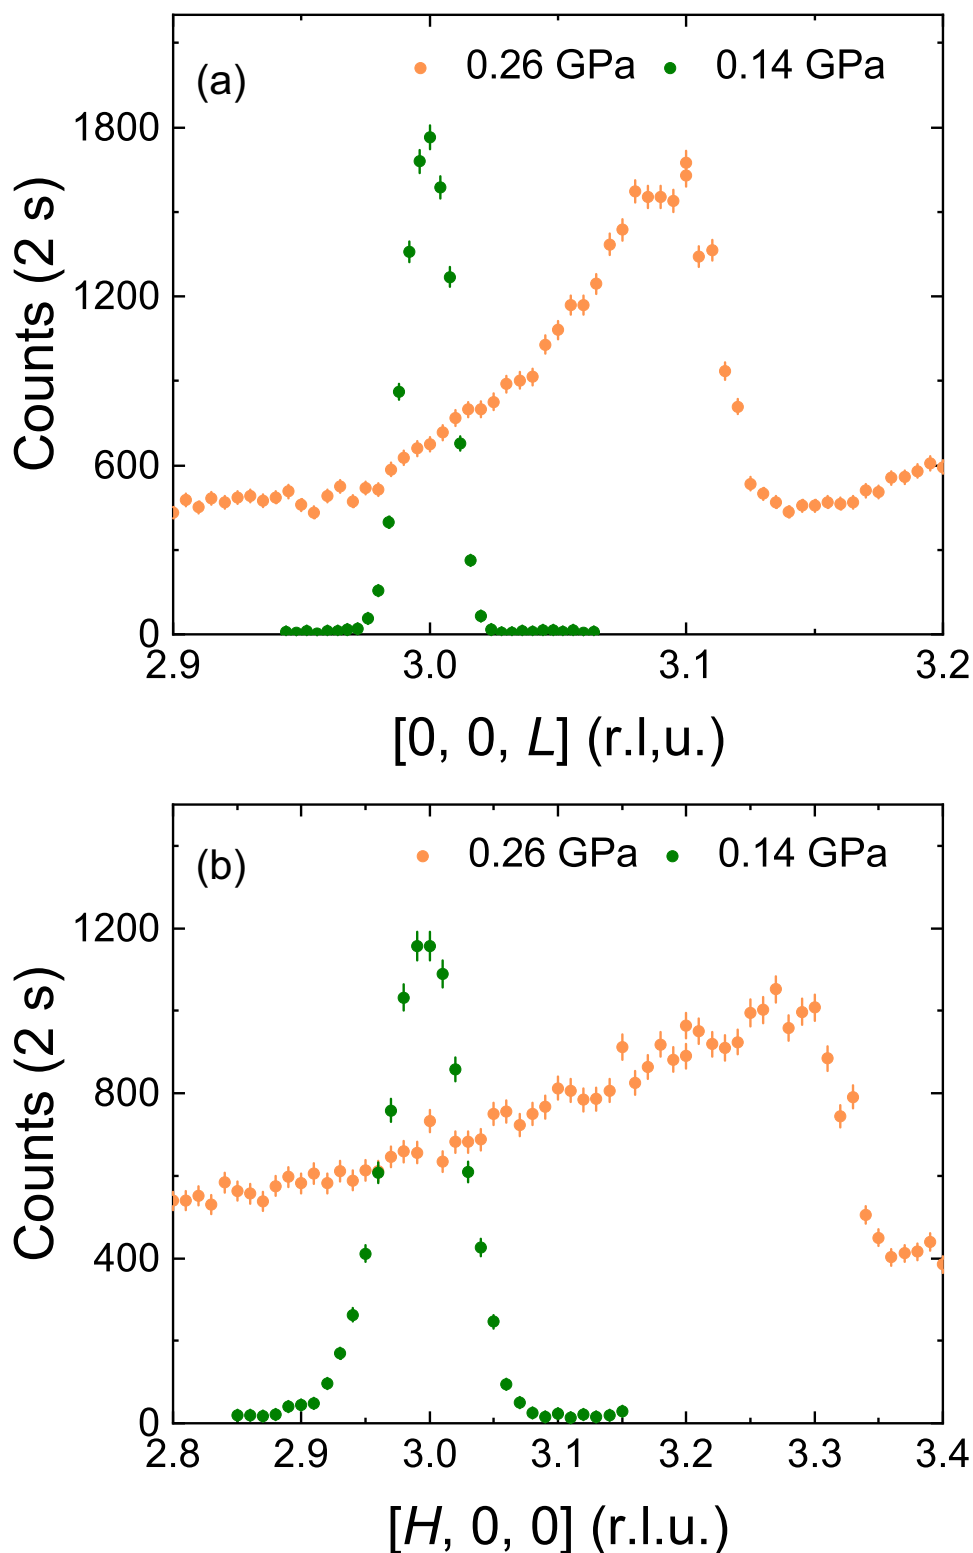 (a)
0.26 GPa 0.14 GPa
1800
1200
600
0
Counts (2 s)
2.9 3.0 3.1 3.2
[0, 0, L] (r.l,u.)
(b)
0.26 GPa 0.14 GPa
1200
800
400
0
Counts (2 s)
2.8 2.9 3.0 3.1 3.2 3.3 3.4
[H, 0, 0] (r.l.u.)